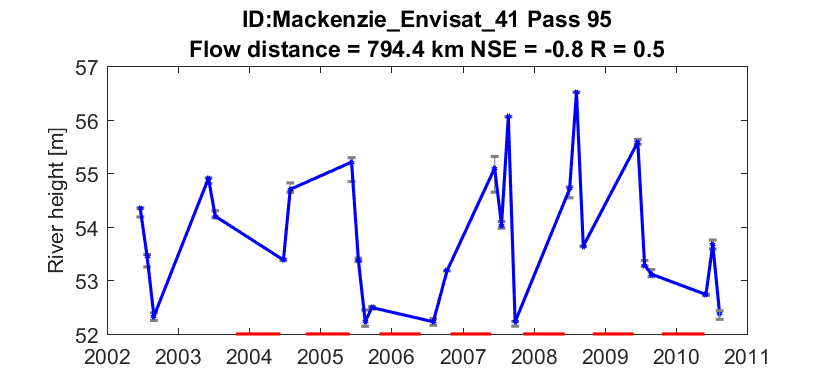 ID:Mackenzie_Envisat_41 Pass 95
Flow distance = 794.4 km NSE = -0.8 R = 0.5
River height [m]
57
56
55
54
53
52
2002 2003 2004 2005 2006 2007 2008 2009 2010 2011